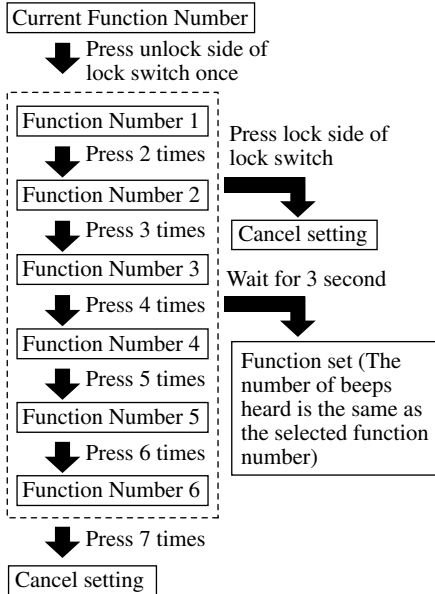 Current Function Number
Press unlock side of
lock switch once
Function Number 1
Press 2 times
Function Number 2
Press lock side of
lock switch
Cancel setting
Press 3 times
Function Number 3
Wait for 3 second
Press 4 times
Function Number 4
Function set (The
number of beeps
heard is the same as
the selected function
number)
Press 5 times
Function Number 5
Press 6 times
Function Number 6
Press 7 times
Cancel setting